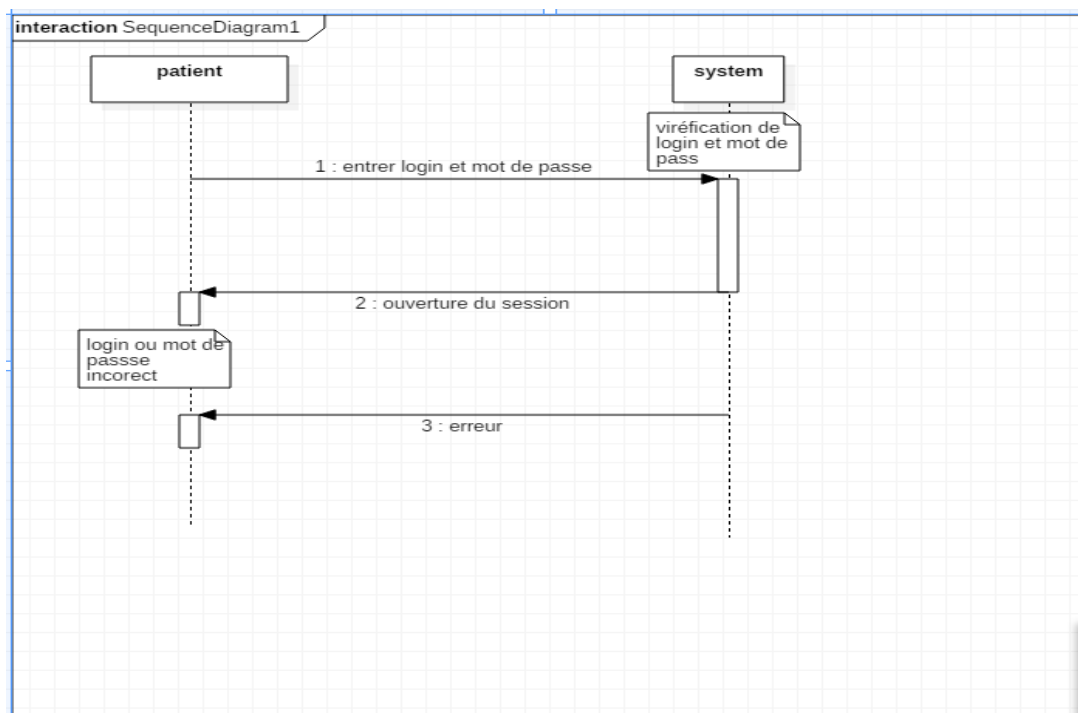 interaction SequenceDiagram1
patient
system
viréfication de
login et mot de
pass
1 : entrer login et mot de passe
2 : ouverture du session
login ou mot de
passse
incorect
3 : erreur